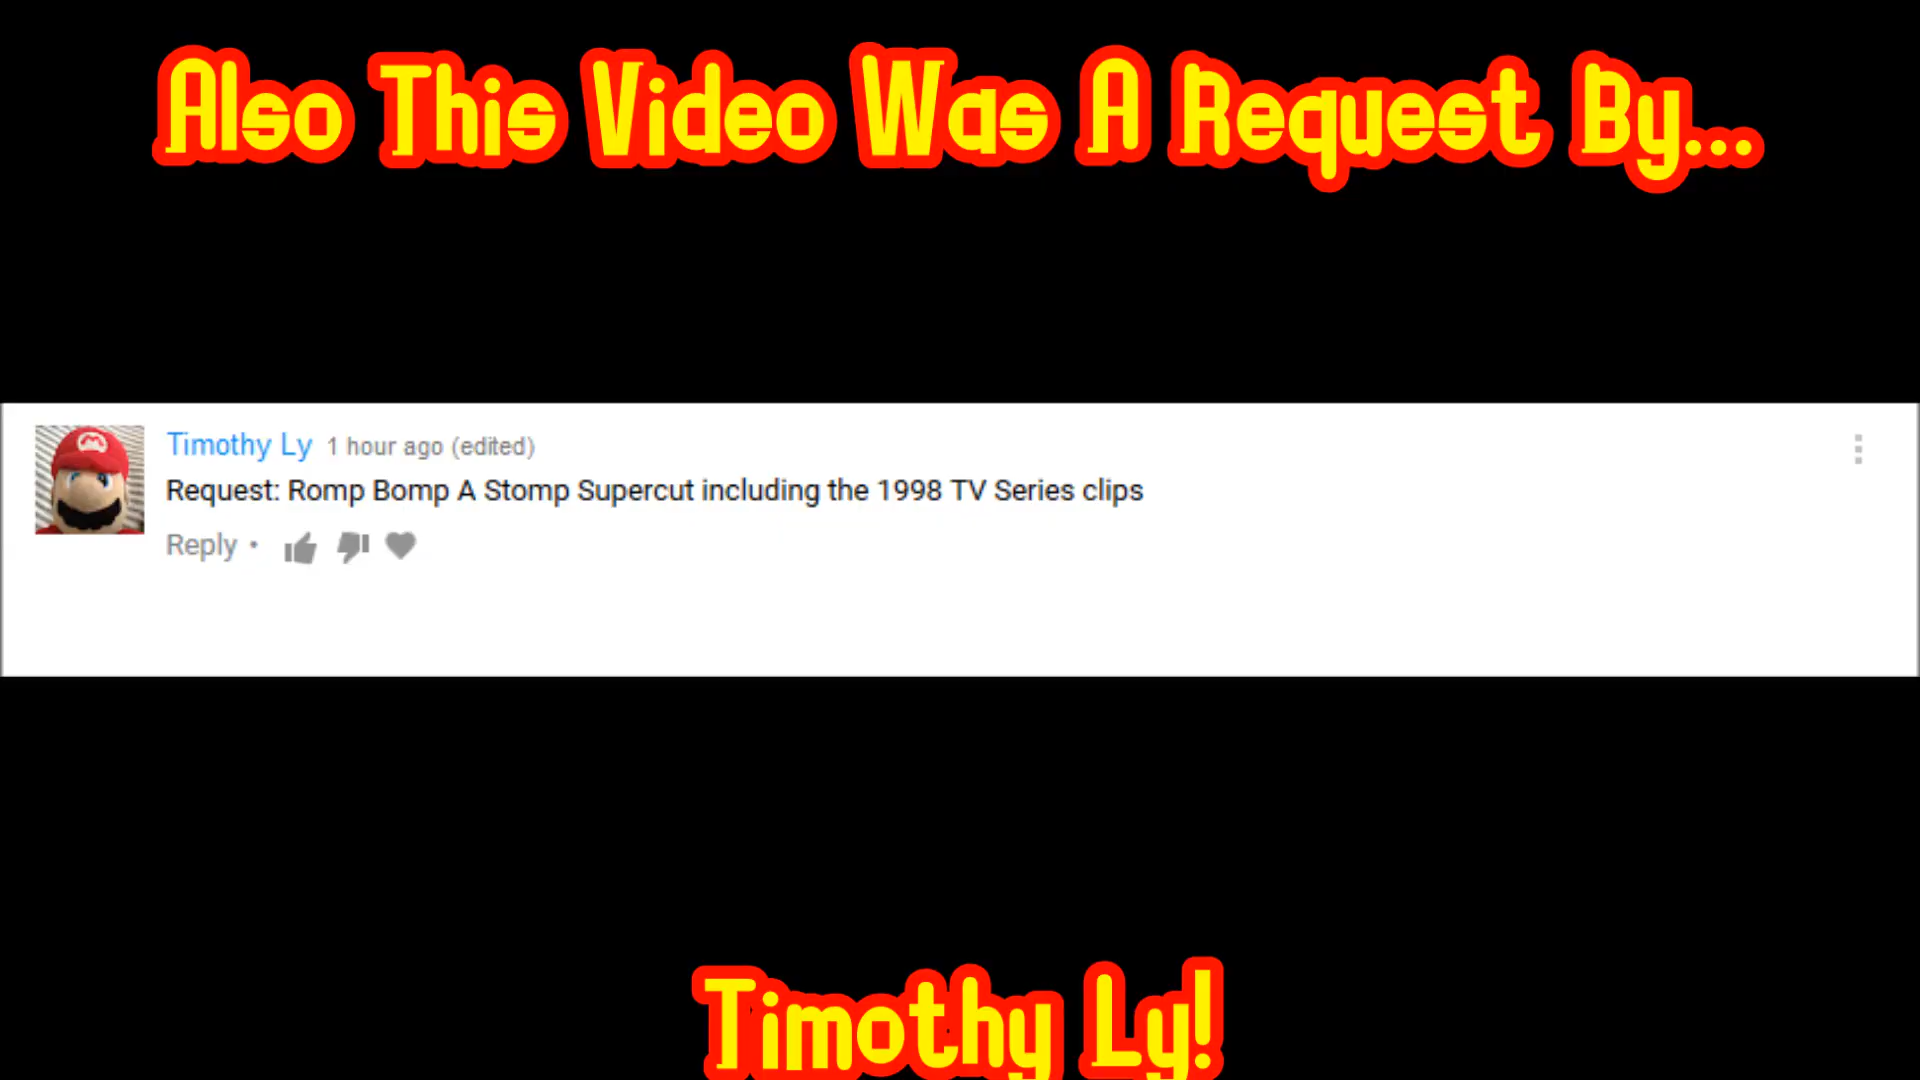 Also This Video Was A Request By...
Timothy Ly 1 hour ago (edited)
Request: Romp Bomp A Stomp Supercut including the 1998 TV Series clips
Reply •
Timothy Ly!